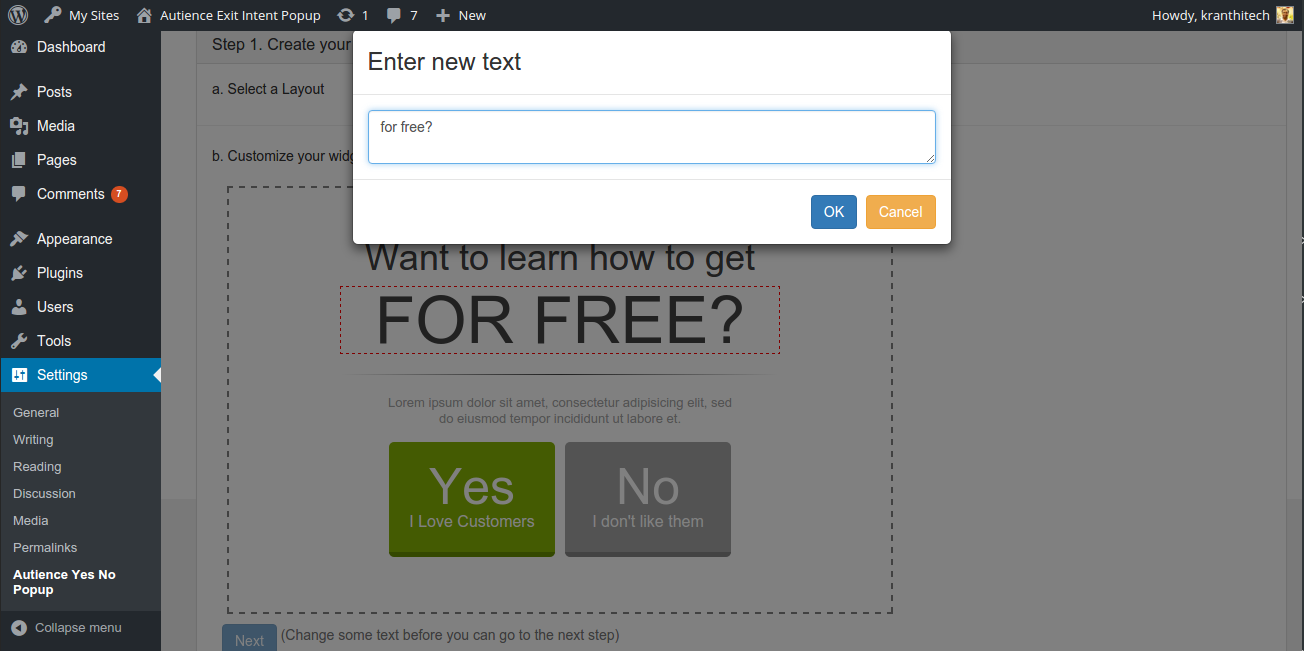 My Sites Autience Exit Intent Popup 1 7 New Howdy, kranthitech
Dashboard
Posts
Media
Pages
Comments 7
Appearance
Plugins
Users
Tools
Settings
General
Writing
Reading
Discussion
Media
Permalinks
Autience Yes No
Popup
Collapse menu
Step 1. Create your
a. Select a Layout
b. Customize your
Enter new text
for free?
OK Cancel
Want to learn how to get
FOR FREE?
Lorem ipsum dolor sit amet, consectetur adipisicing elit, sed
do eiusmod tempor incididunt ut labore et.
Yes
I Love Customers
No
I don't like them
Next (Change some text before you can go to the next step)